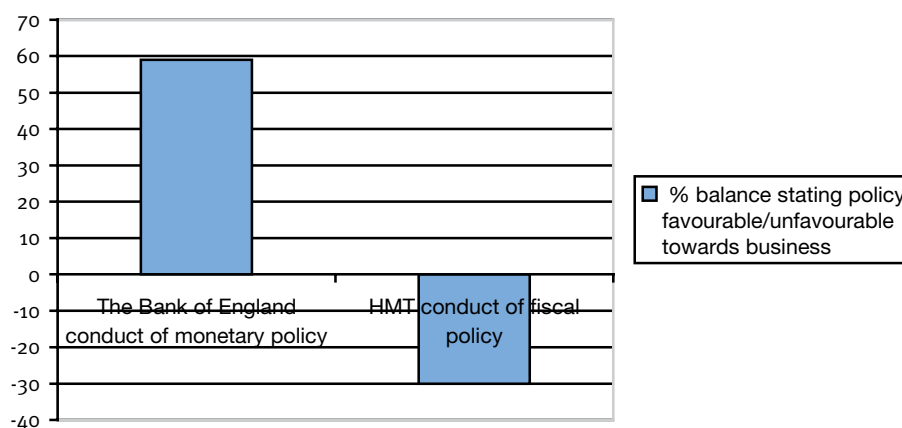 70
60
50
40
30
20
10
0
-10
-20
-30
-40
The Bank of England
conduct of monetary policy
HMT conduct of fiscal
policy
% balance stating policy
favourable/unfavourable
towards business